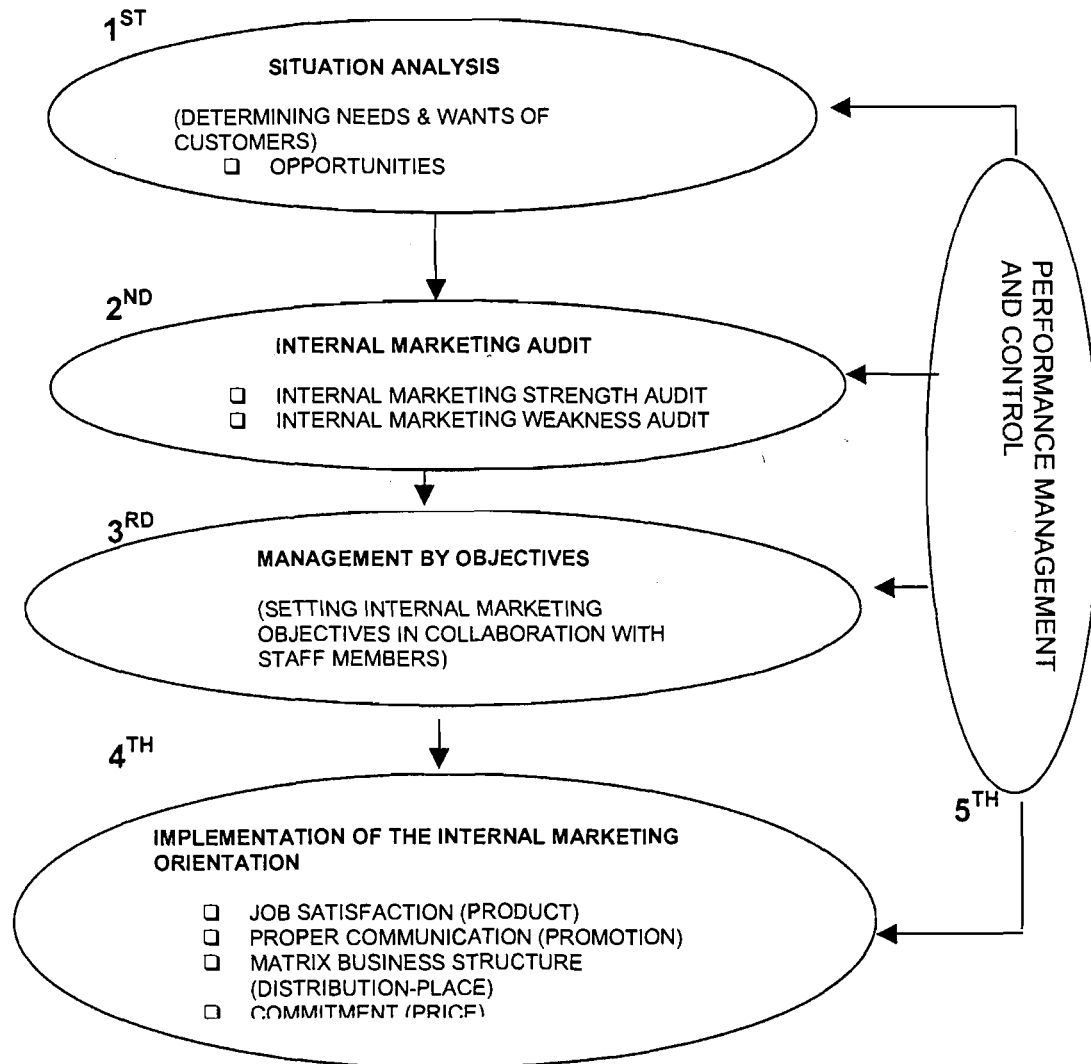 1ST
SITUATION ANALYSIS
(DETERMINING NEEDS & WANTS OF
CUSTOMERS)
❑ OPPORTUNITIES
2ND
INTERNAL MARKETING AUDIT
❑ INTERNAL MARKETING STRENGTH AUDIT
❑ INTERNAL MARKETING WEAKNESS AUDIT
3RD
MANAGEMENT BY OBJECTIVES
(SETTING INTERNAL MARKETING
OBJECTIVES IN COLLABORATION WITH
STAFF MEMBERS)
4TH
IMPLEMENTATION OF THE INTERNAL MARKETING
ORIENTATION
❑ JOB SATISFACTION (PRODUCT)
❑ PROPER COMMUNICATION (PROMOTION)
❑ MATRIX BUSINESS STRUCTURE
(DISTRIBUTION-PLACE)
❑ COMMITMENT (PRICE)
PERFORMANCE MANAGEMENT
AND CONTROL
5TH